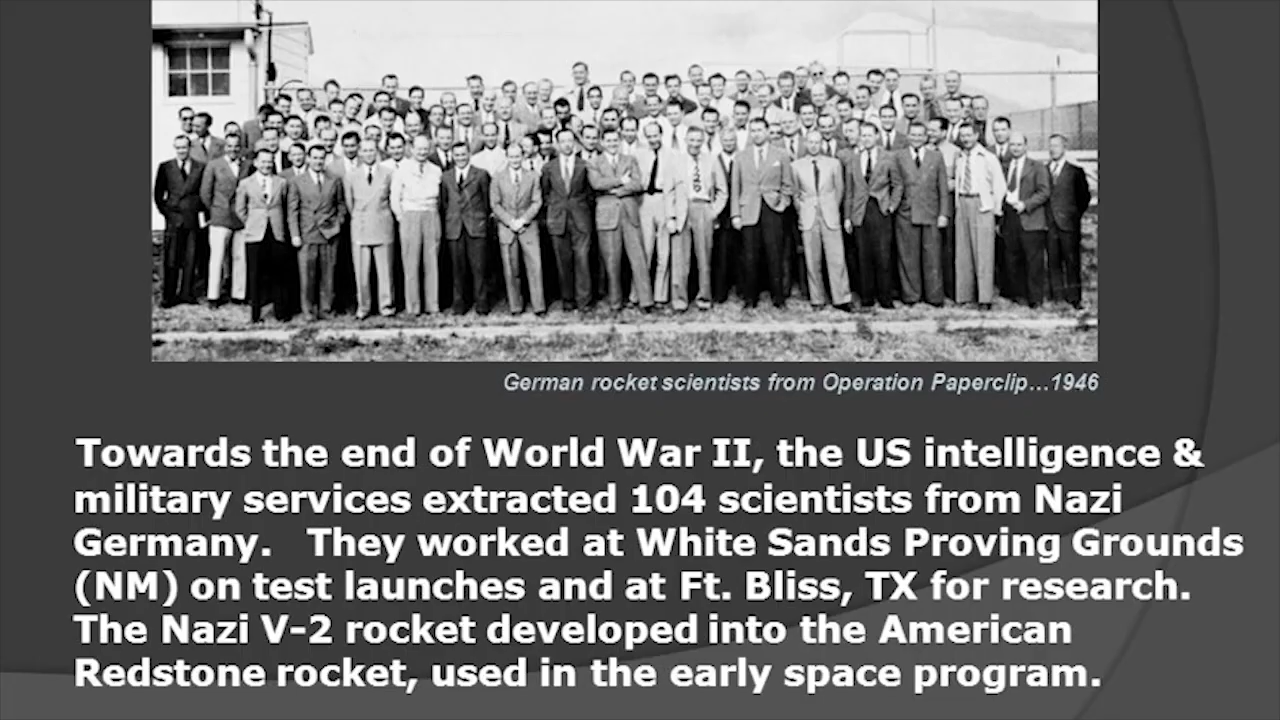 German rocket scientists from Operation Paperclip...1946
Towards the end of World War II, the US intelligence &
military services extracted 104 scientists from Nazi
Germany.   They worked at White Sands Proving Grounds
(NM) on test launches and at Ft. Bliss, TX for research.
The Nazi V-2 rocket developed into the American
Redstone rocket, used in the early space program.